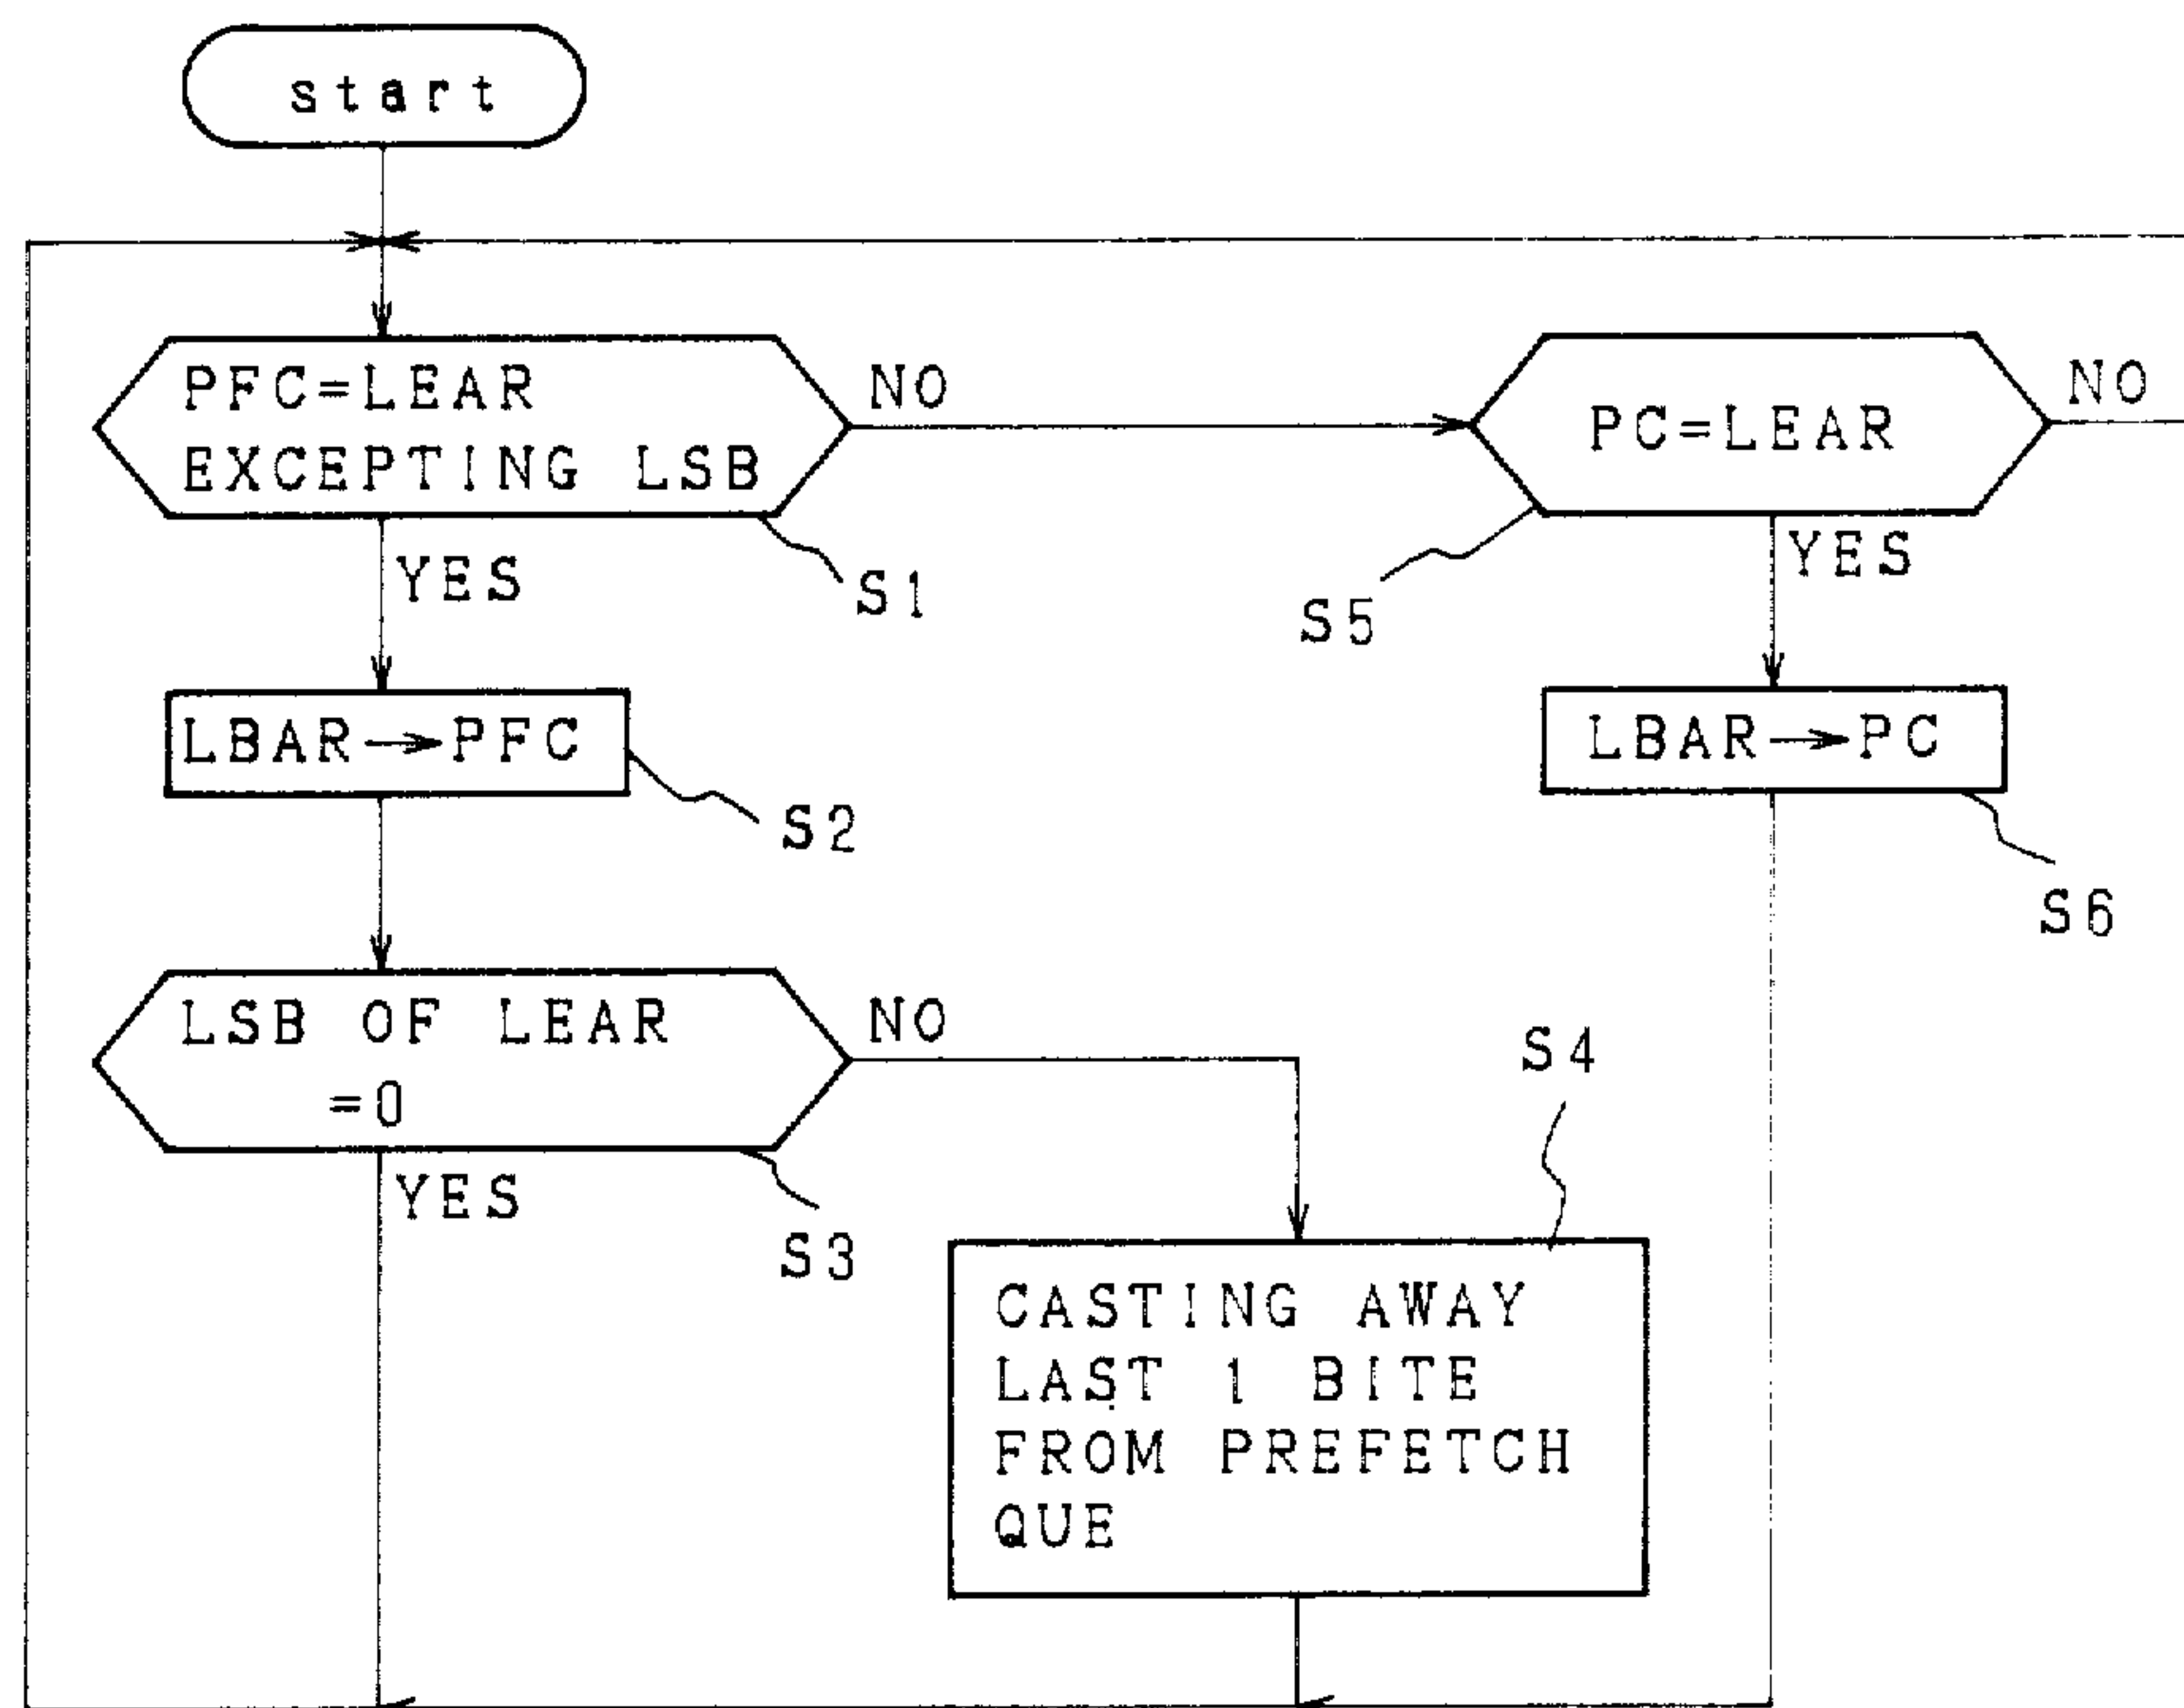 start
PFC=LEAR
EXCEPTING LSB
NO
YES
S1
PC=LEAR
NO
YES
S5
LBAR→PFC
S2
LBAR→PC
S6
LSB OF LEAR
=0
NO
YES
S3
S4
CASTING AWAY
LAST 1 BITE
FROM PREFETCH
QUE